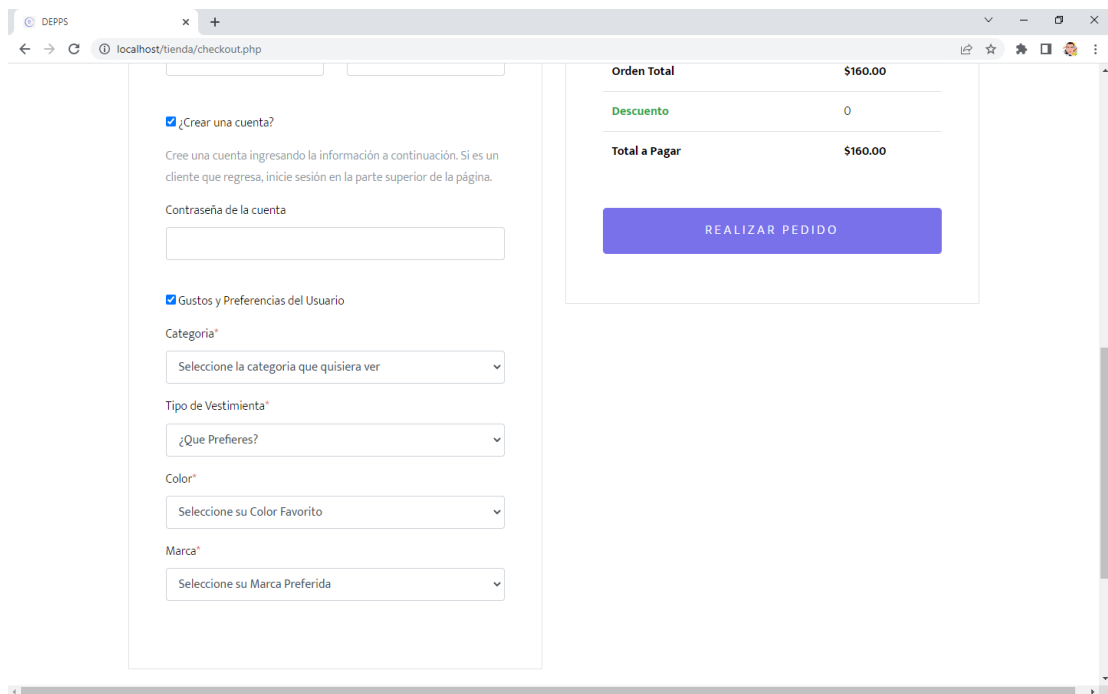 DEPPS
localhost/tienda/checkout.php
¿Crear una cuenta?
Cree una cuenta ingresando la información a continuación. Si es un
cliente que regresa, inicie sesión en la parte superior de la página.
Contraseña de la cuenta
Gustos y Preferencias del Usuario
Categoria*
Seleccione la categoria que quisiera ver
Tipo de Vestimienta*
¿Que Prefieres?
Color*
Seleccione su Color Favorito
Marca*
Seleccione su Marca Preferida
Orden Total $160.00
Descuento 0
Total a Pagar $160.00
REALIZAR PEDIDO